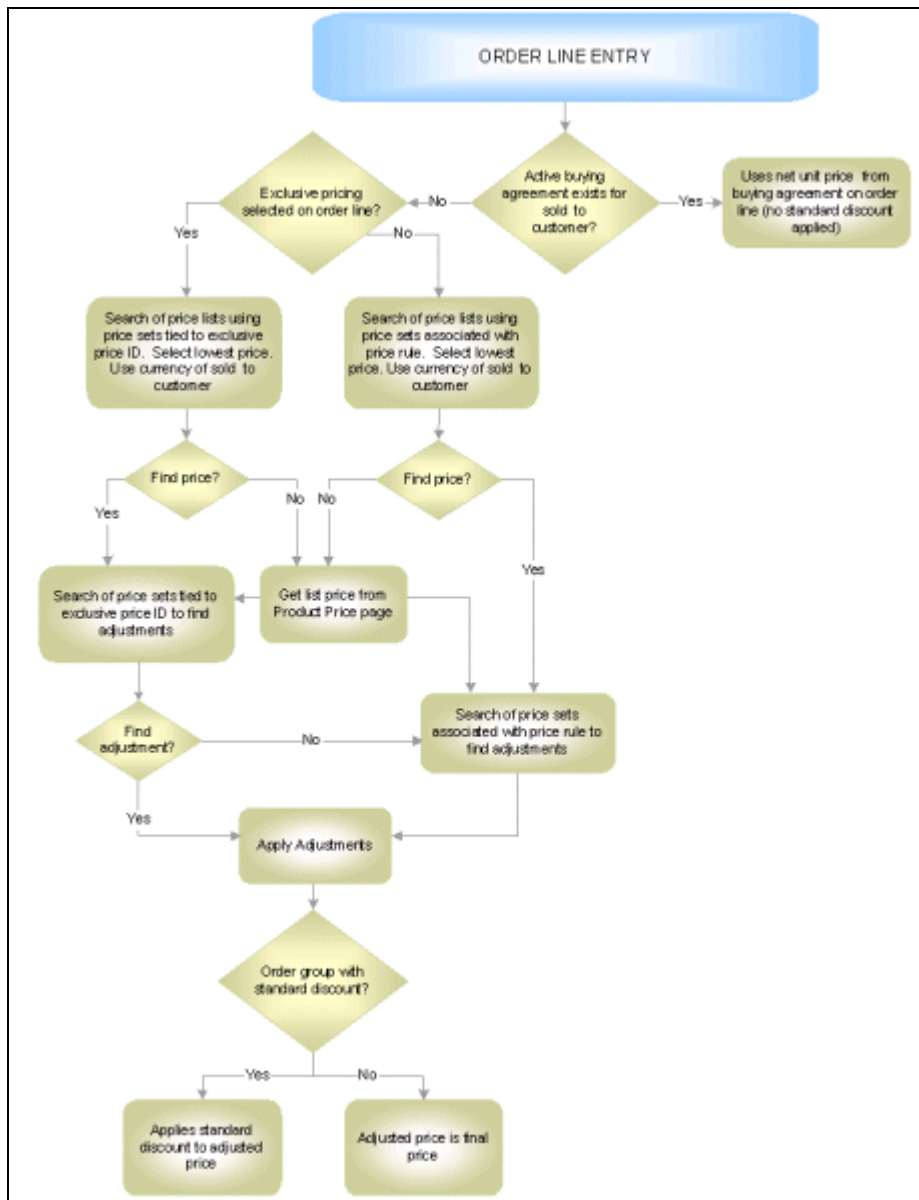 ORDER LINE ENTRY
Exclusive pricing
selected on order line?
No
Active buying
agreement exists for
sold to
customer?
Yes
Uses net unit price from
buying agreement on order
line (no standard discount
applied)
Yes
No
Search of price lists using
price sets tied to exclusive
price ID. Select lowest price.
Use currency of sold to
customer
Search of price lists using
price sets associated with
price rule. Select lowest
price. Use currency of sold to
customer
Find price?
Find price?
Yes
No
No
Yes
Search of price sets tied to
exclusive price ID to find
adjustments
Get list price from
Product Price page
Find
adjustment?
No
Search of price sets
associated with price rule to
find adjustments
Yes
Apply Adjustments
Order group with
standard discount?
Yes
No
Applies standard
discount to adjusted
price
Adjusted price is final
price